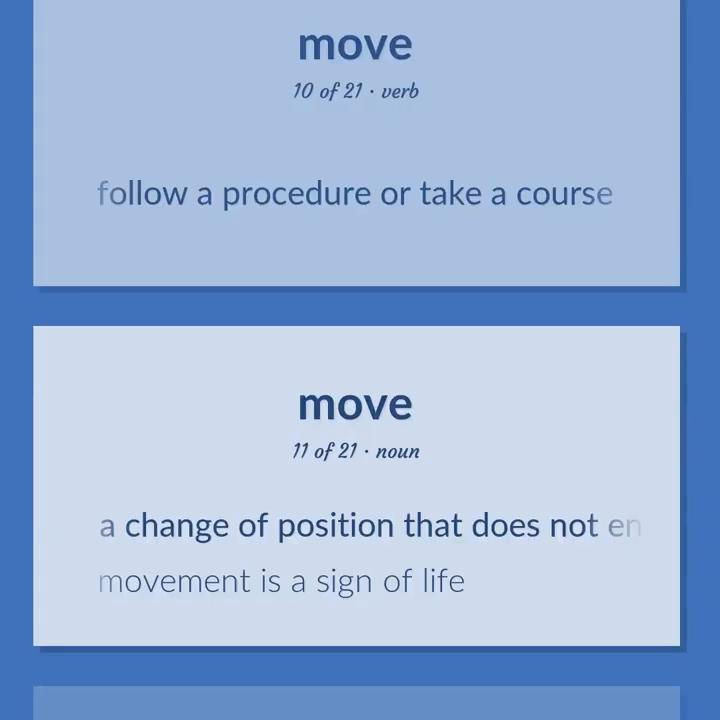 move
10 of 21 · verb
follow a procedure or take a course
move
11 of 21 · noun
a change of position that does not en
movement is a sign of life